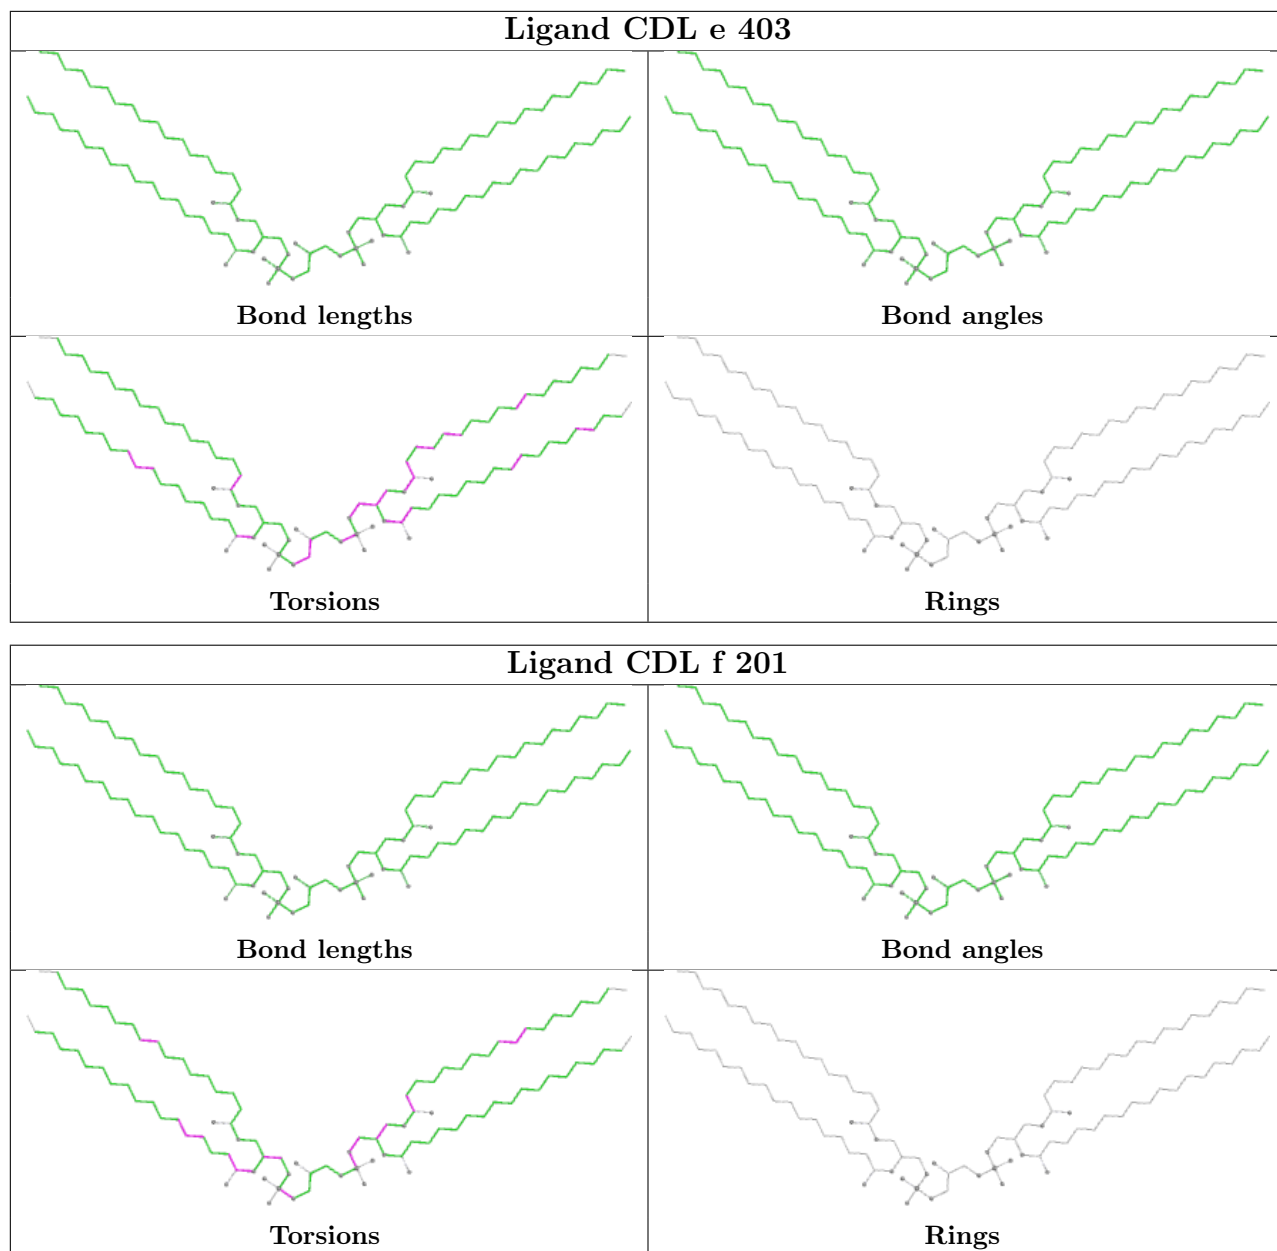 Ligand CDL e 403
Bond lengths
Bond angles
Torsions
Rings
Ligand CDL f 201
Bond lengths
Bond angles
Torsions
Rings